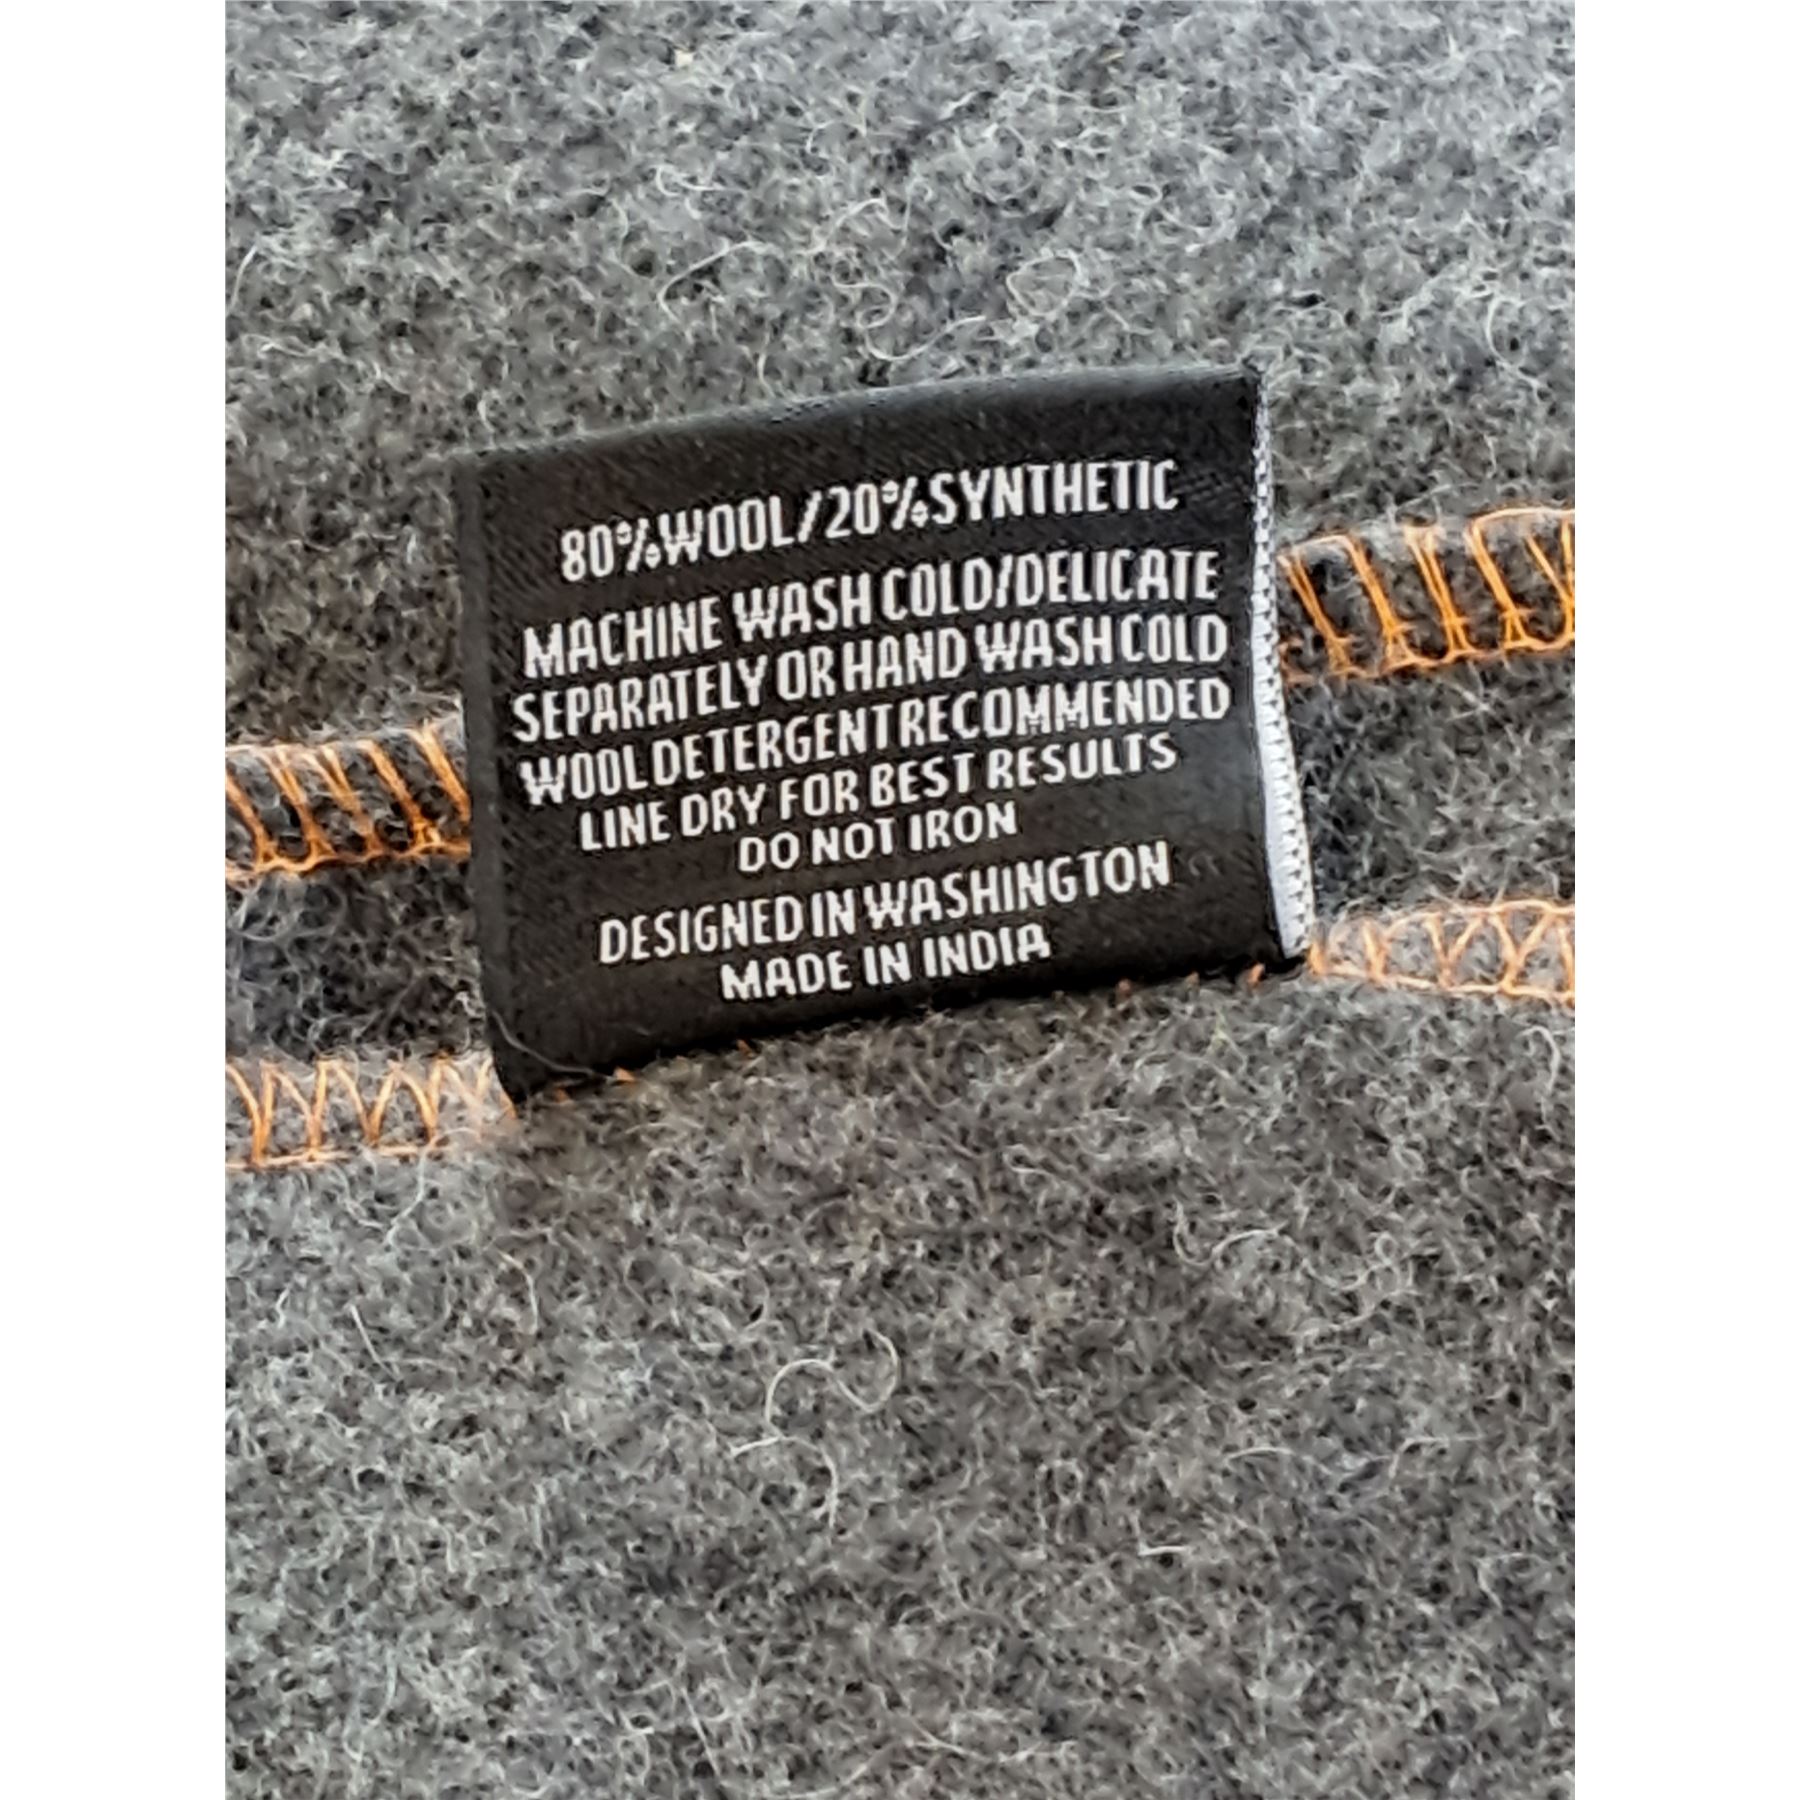 80%WOOL/20%SYNTHETIC
MACHINE WASH COLD/DELICATE
SEPARATELY OR HAND WASH COLD
WOOL DETERGENT RECOMMENDED
LINE DRY FOR BEST RESULTS
DO NOT IRON
DESIGNED IN WASHINGTON
MADE IN INDIA